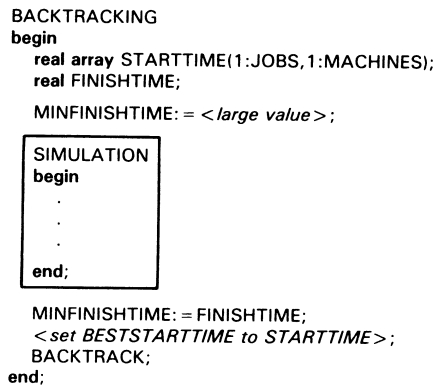 BACKTRACKING
begin
real array STARTTIME(1:JOBS,1:MACHINES);
real FINISHTIME;
MINFINISHTIME: = <large value>;
SIMULATION
begin
.
.
.
end;
MINFINISHTIME: = FINISHTIME;
<set BESTSTARTTIME to STARTTIME>;
BACKTRACK;
end;